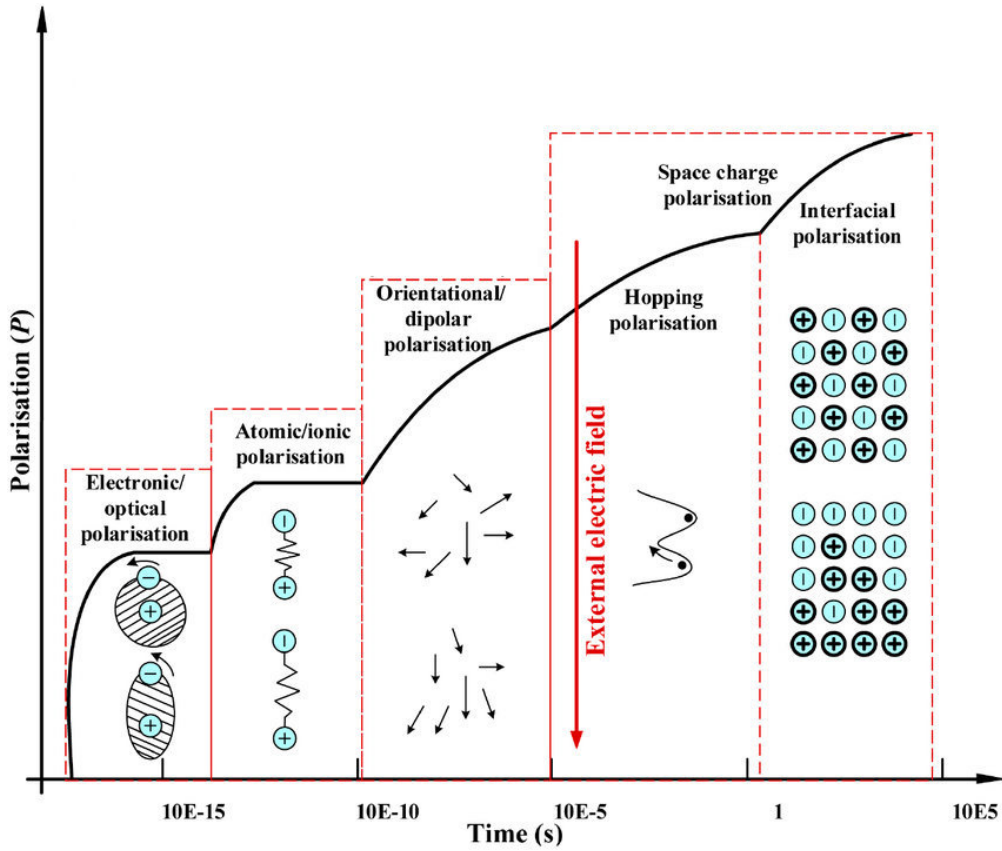 Polarisation (P)
Electronic/
optical
polarisation
Atomic/ionic
polarisation
Orientational/
dipolar
polarisation
External electric field
Space charge
polarisation
Hopping
polarisation
Interfacial
polarisation
10E-15
10E-10
10E-5
1
10E5
Time (s)